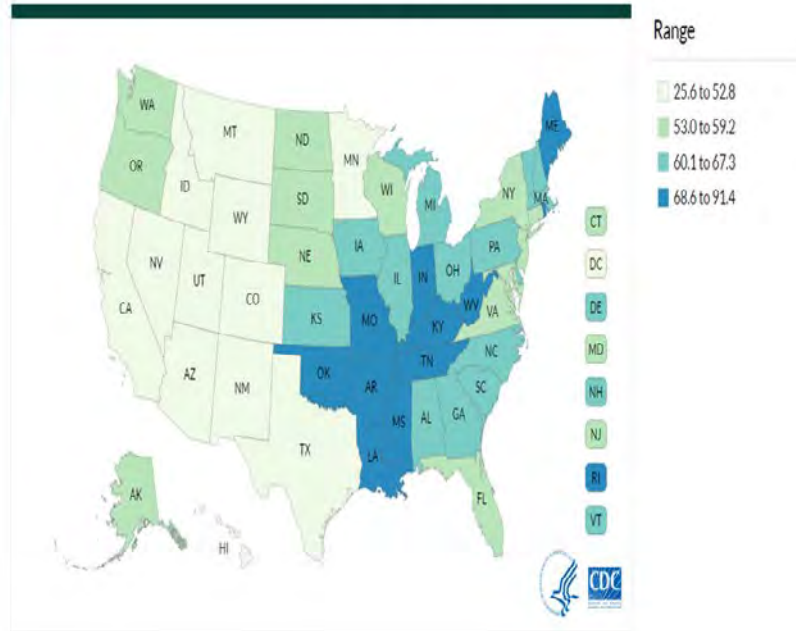 Range
25.6 to 52.8
53.0 to 59.2
60.1 to 67.3
68.6 to 91.4
WA
MT
ND
MN
ME
OR
ID
WY
SD
WI
MI
NY
MA
NV
UT
CO
NE
IA
IL
IN
OH
PA
CA
AZ
NM
KS
MO
KY
WV
VA
OK
AR
TN
NC
SC
TX
LA
MS
AL
GA
FL
AK
HI
CT
DC
DE
MD
NH
NJ
RI
VT
CDC